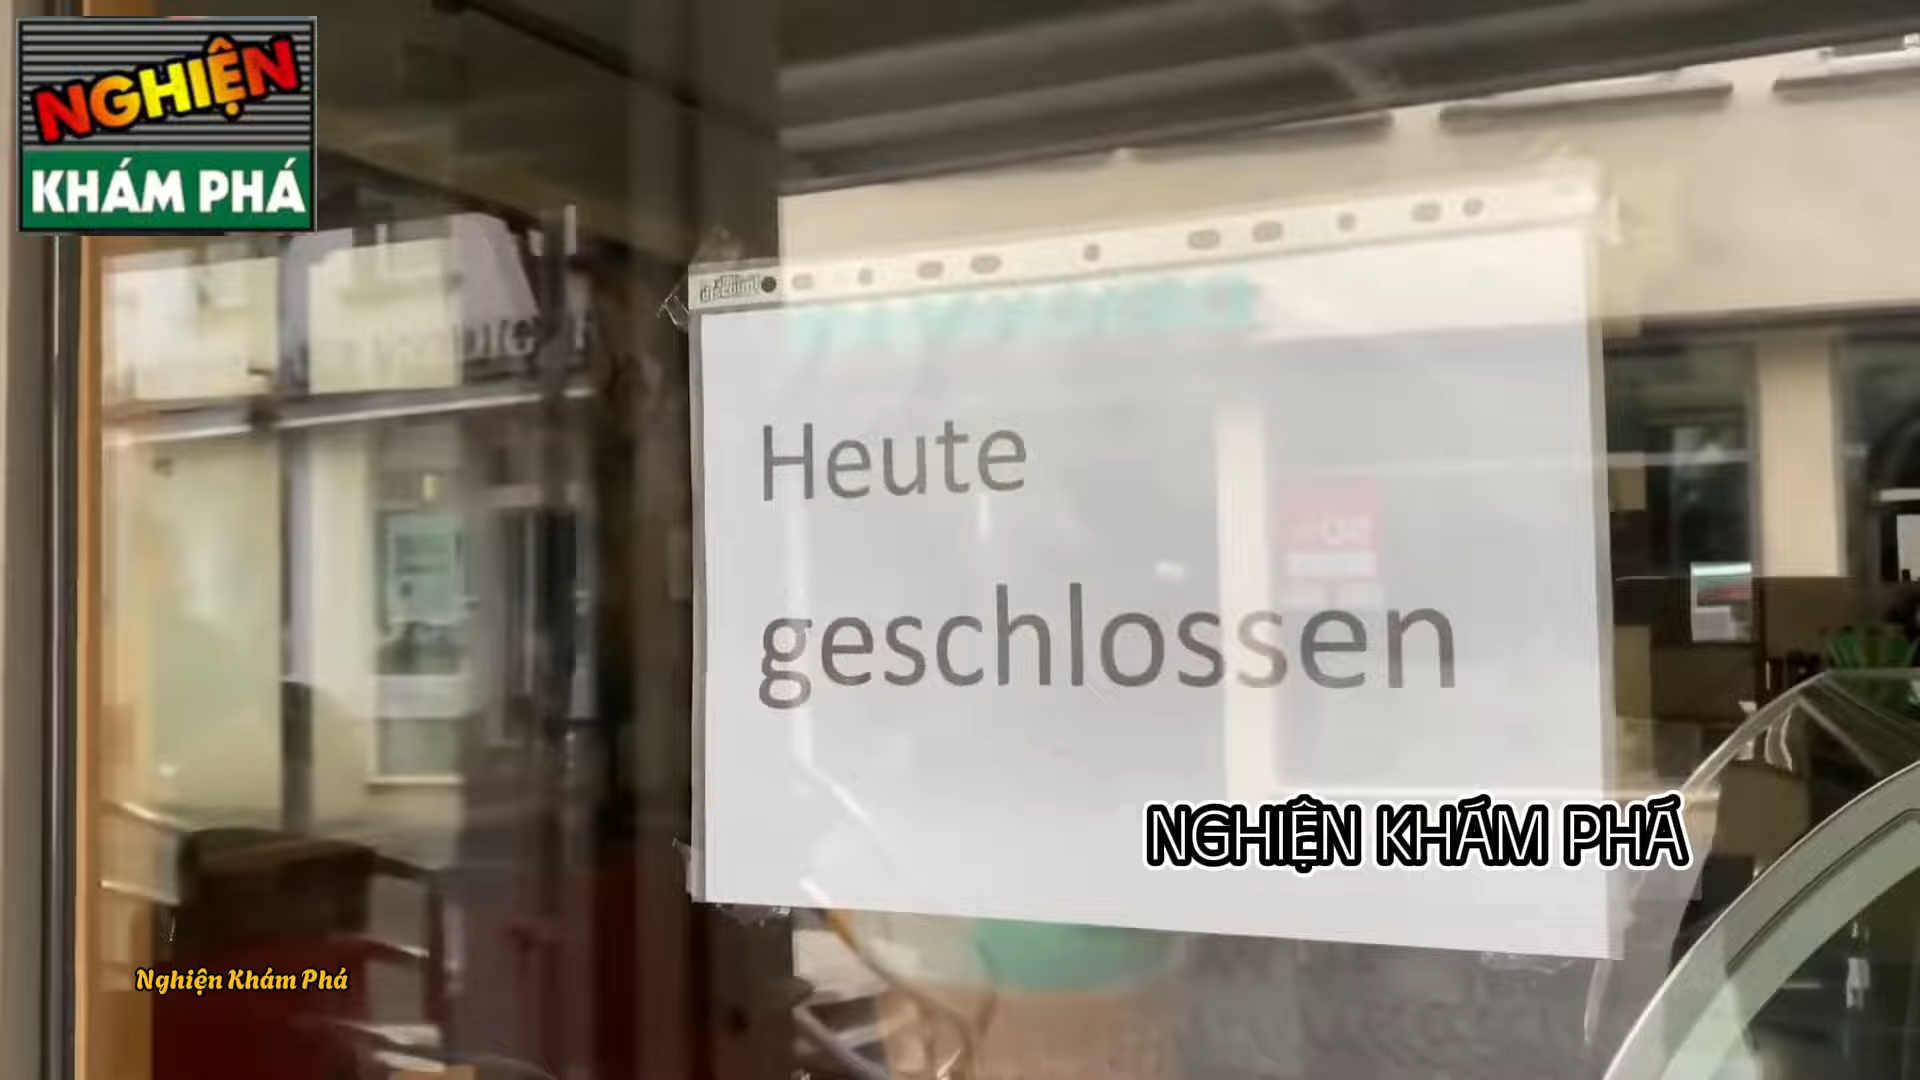 NGHIỆN
KHÁM PHÁ
Heute
geschlossen
NGHIỆN KHÁM PHÁ
Nghiện Khám Phá